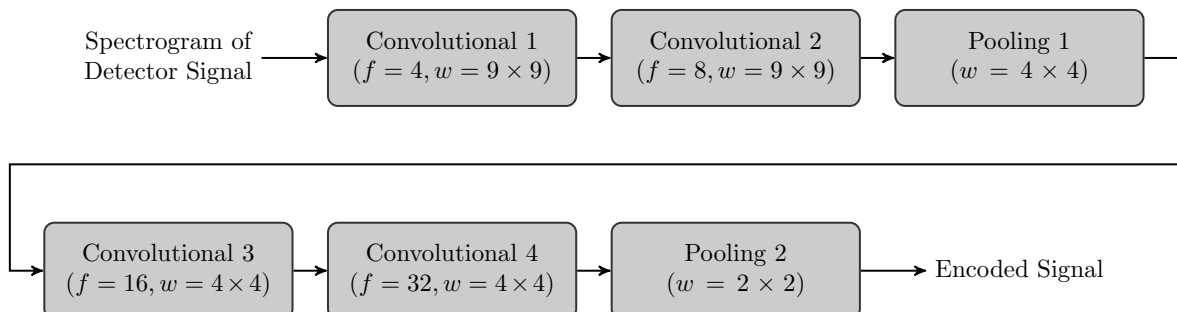 Spectrogram of
Detector Signal
Convolutional 1
(f = 4, w = 9 × 9)
Convolutional 2
(f = 8, w = 9 × 9)
Pooling 1
(w = 4 × 4)
Convolutional 3
(f = 16, w = 4×4)
Convolutional 4
(f = 32, w = 4×4)
Pooling 2
(w = 2 × 2)
Encoded Signal